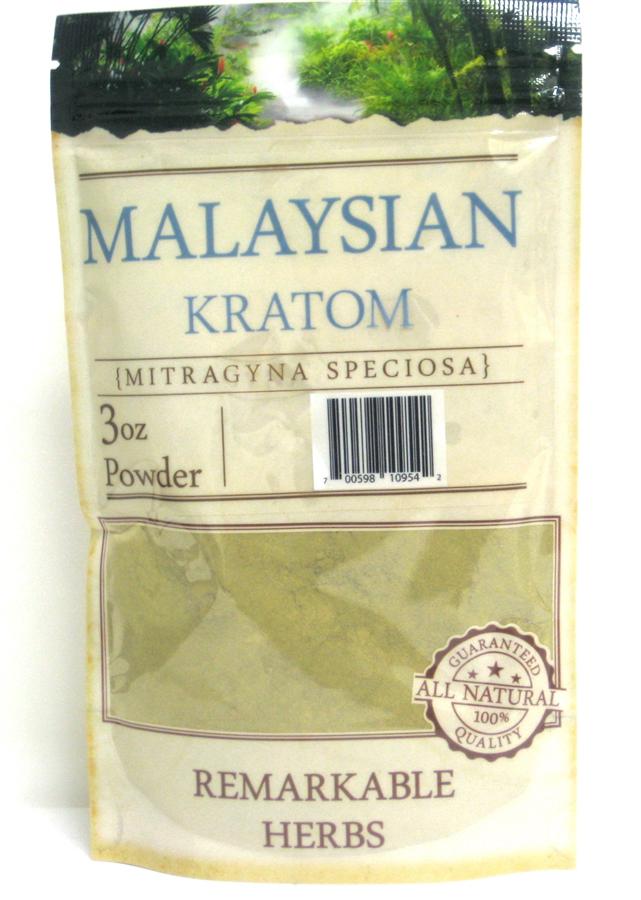 MALAYSIAN
KRATOM
{MITRAGYNA SPECIOSA}
3oz
Powder
7 00598 10954 2
GUARANTEED
ALL NATURAL
100%
QUALITY
REMARKABLE
HERBS